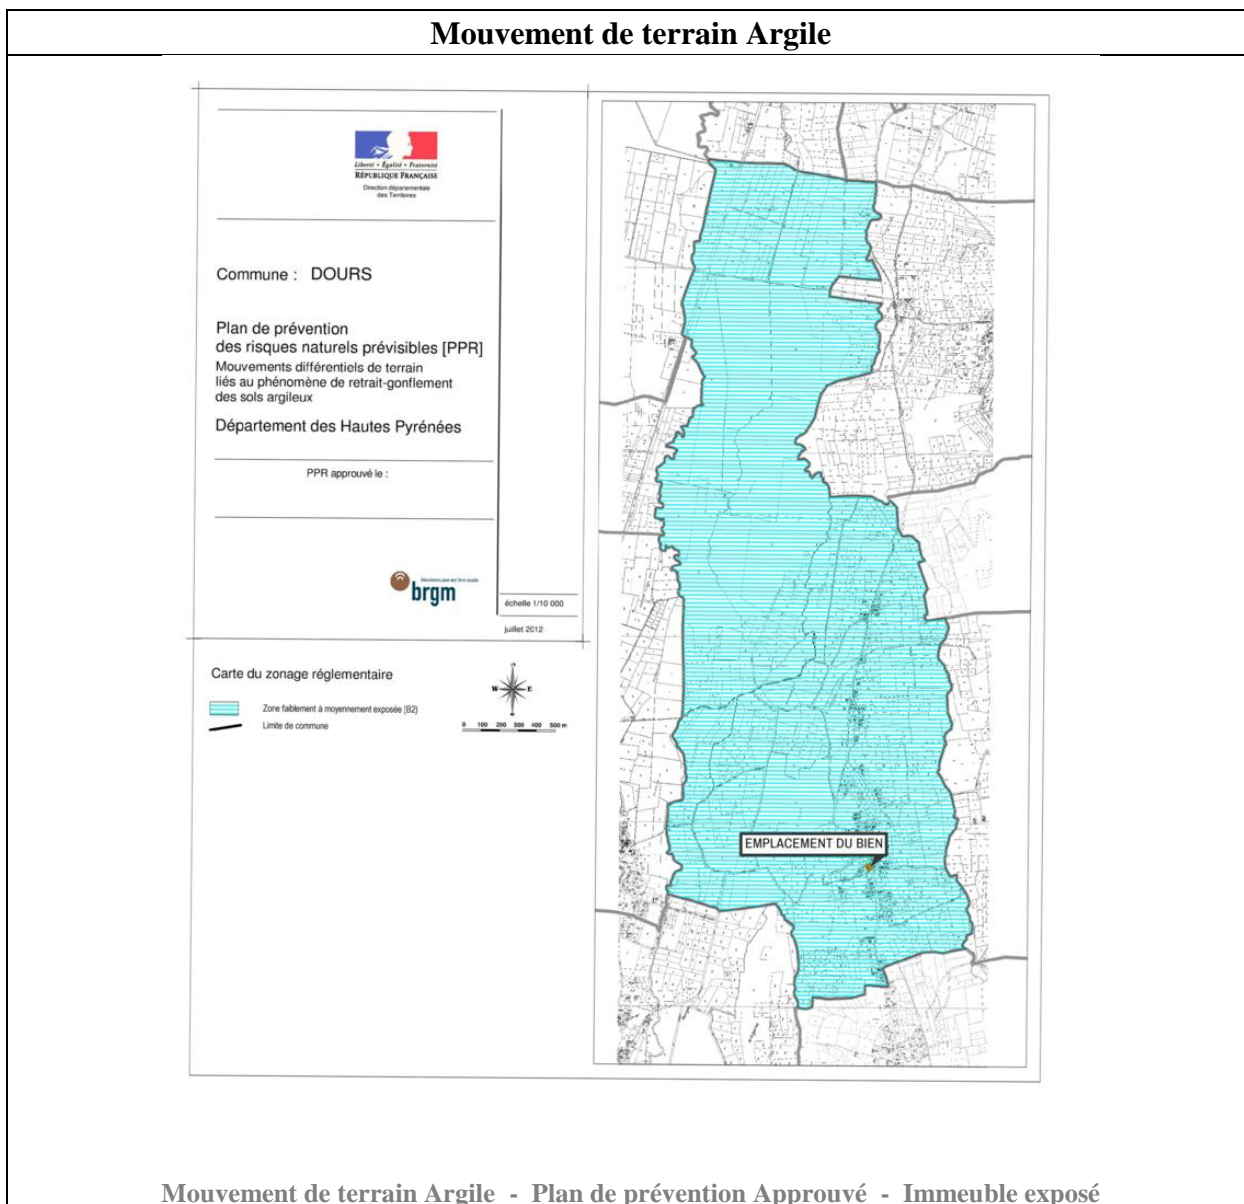 Mouvement de terrain Argile
Liberté • Égalité • Fraternité
RÉPUBLIQUE FRANÇAISE
Direction départementale
des Territoires
Commune : DOURS
Plan de prévention
des risques naturels prévisibles [PPR]
Mouvements différentiels de terrain
liés au phénomène de retrait-gonflement
des sols argileux
Département des Hautes Pyrénées
PPR approuvé le :
brgm
échelle 1/10 000
juillet 2012
Carte du zonage réglementaire
W E
Zone faiblement à moyennement exposée (B2)
Limite de commune
0 100 200 300 400 500 m
EMPLACEMENT DU BIEN
Mouvement de terrain Argile - Plan de prévention Approuvé - Immeuble exposé